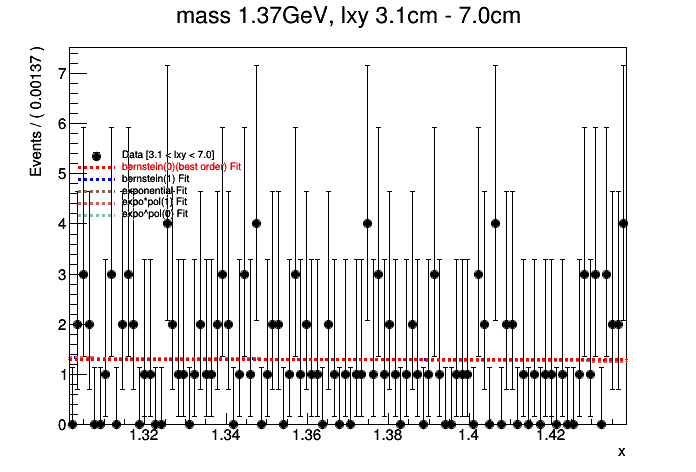 mass 1.37GeV, lxy 3.1cm - 7.0cm
Events / ( 0.00137 )
7
6
5
4
3
2
1
0
Data [3.1 < lxy < 7.0]
bernstein(0)(best order) Fit
bernstein(1) Fit
exponential Fit
expo*pol(1) Fit
expo^pol(0) Fit
1.32 1.34 1.36 1.38 1.4 1.42
x